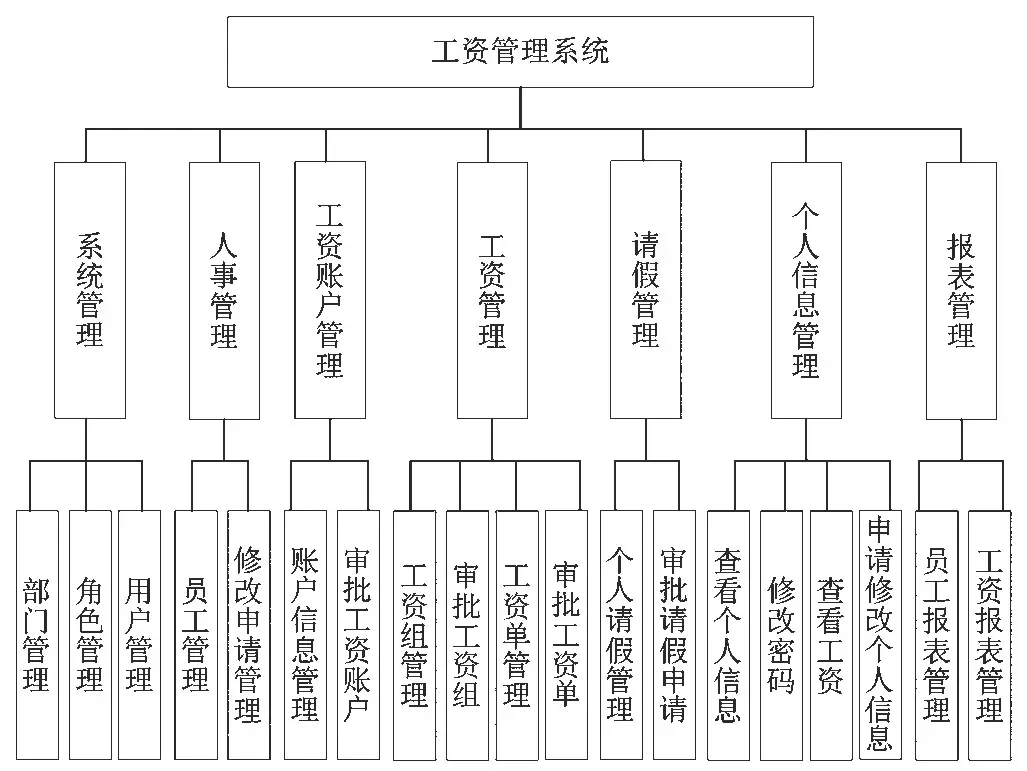 工资管理系统
系统管理
人事管理
工资账户管理
工资管理
请假管理
个人信息管理
报表管理
部门管理
角色管理
用户管理
员工管理
修改申请管理
账户信息管理
审批工资账户
工资组管理
审批工资组
工资单管理
审批工资单
个人请假管理
审批请假申请
查看个人信息
修改密码
查看工资
申请修改个人信息
员工报表管理
工资报表管理